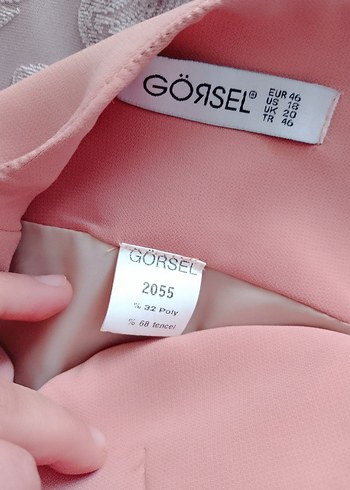 GÖRSEL®
EUR 46
US 18
UK 20
TR 46
GÖRSEL
2055
% 32 Poly
% 68 tencel